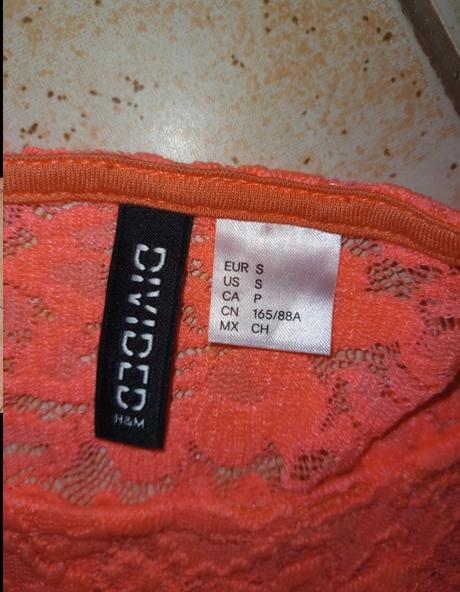 DIVIDED
H&M
EUR S
US S
CA P
CN 165/88A
MX CH